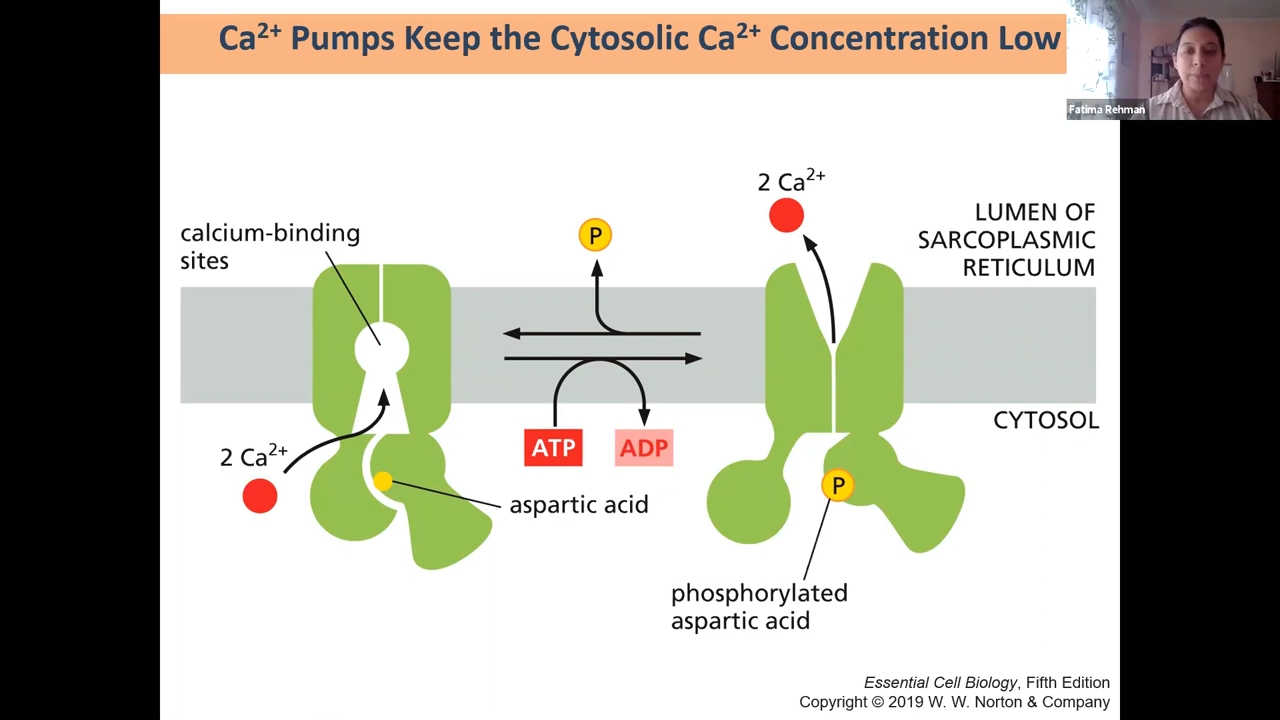 Ca²⁺ Pumps Keep the Cytosolic Ca²⁺ Concentration Low
Fatima Rehman
2 Ca²⁺
LUMEN OF
SARCOPLASMIC
RETICULUM
calcium-binding
sites
P
CYTOSOL
2 Ca²⁺
ATP
ADP
aspartic acid
P
phosphorylated
aspartic acid
Essential Cell Biology, Fifth Edition
Copyright © 2019 W. W. Norton & Company